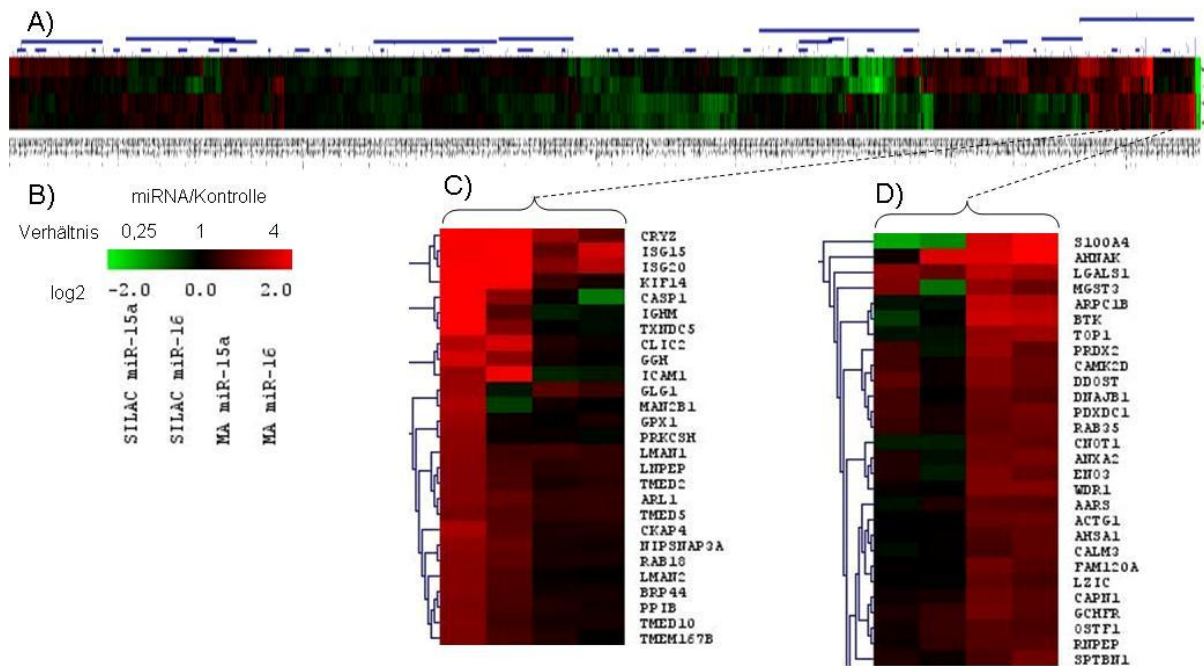 A)
B)
miRNA/Kontrolle
Verhältnis 0,25 1 4
log2 -2.0 0.0 2.0
SILAC miR-15a
SILAC miR-16
MA miR-15a
MA miR-16
C)
CRYZ
ISG15
ISG20
KIF14
CASP1
IGHM
TXNDC5
CLIC2
GGH
ICAM1
GLG1
MAN2B1
GPX1
PRKCSH
LMAN1
LNPEP
TMED2
ARL1
TMED5
CKAP4
NIPSNAP3A
RAB18
LMAN2
BRP44
PPIB
TMED10
TMEM167B
D)
S100A4
AHNAK
LGALS1
MGST3
ARPC1B
BTK
TOP1
PRDX2
CAMK2D
DDOST
DNAJB1
PDXDC1
RAB35
CNOT1
ANXA2
ENO3
WDR1
AARS
ACTG1
AHSA1
CALM3
FAM120A
LZIC
CAPN1
GCHFR
OSTF1
RNPEP
SPTBN1